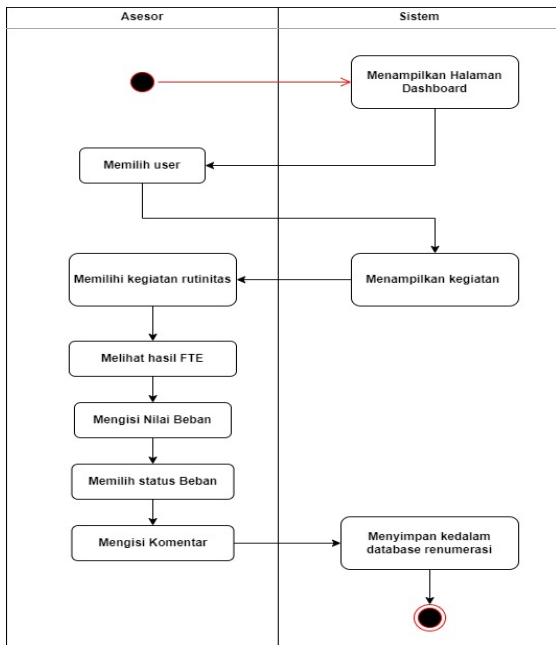 Asesor
Sistem
Menampilkan Halaman
Dashboard
Memilih user
Menampilkan kegiatan
Memilihi kegiatan rutinitas
Melihat hasil FTE
Mengisi Nilai Beban
Memilih status Beban
Mengisi Komentar
Menyimpan kedalam
database renumerasi